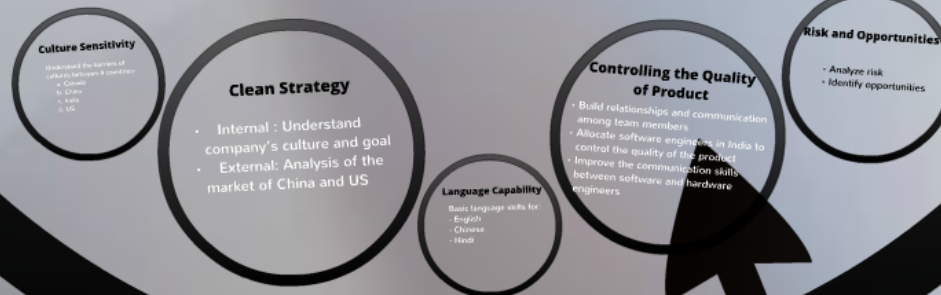 Culture Sensitivity
Understand the barriers of
cultures between 4 countries:
a. Canada
b. China
c. India
d. US
Clean Strategy
• Internal : Understand
company's culture and goal
• External: Analysis of the
market of China and US
Language Capability
Basic language skills for:
- English
- Chinese
- Hindi
Controlling the Quality
of Product
• Build relationships and communication
among team members
• Allocate software engineers in India to
control the quality of the product
• Improve the communication skills
between software and hardware
engineers
Risk and Opportunities
- Analyze risk
- Identify opportunities